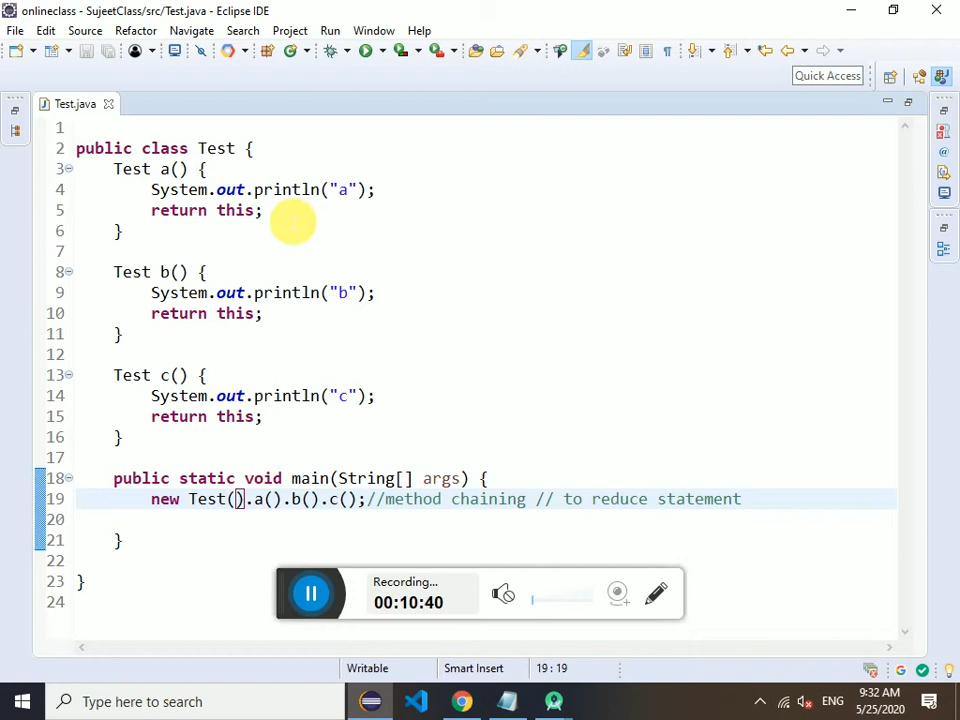 onlineclass - SujeetClass/src/Test.java - Eclipse IDE
File Edit Source Refactor Navigate Search Project Run Window Help
Quick Access
Test.java
1
2 public class Test {
3 Test a() {
4 System.out.println("a");
5 return this;
6 }
7
8 Test b() {
9 System.out.println("b");
10 return this;
11 }
12
13 Test c() {
14 System.out.println("c");
15 return this;
16 }
17
18 public static void main(String[] args) {
19 new Test().a().b().c();//method chaining // to reduce statement
20
21 }
22
23 }
24
Recording...
00:10:40
Writable Smart Insert 19 : 19
Type here to search
ENG
9:32 AM
5/25/2020